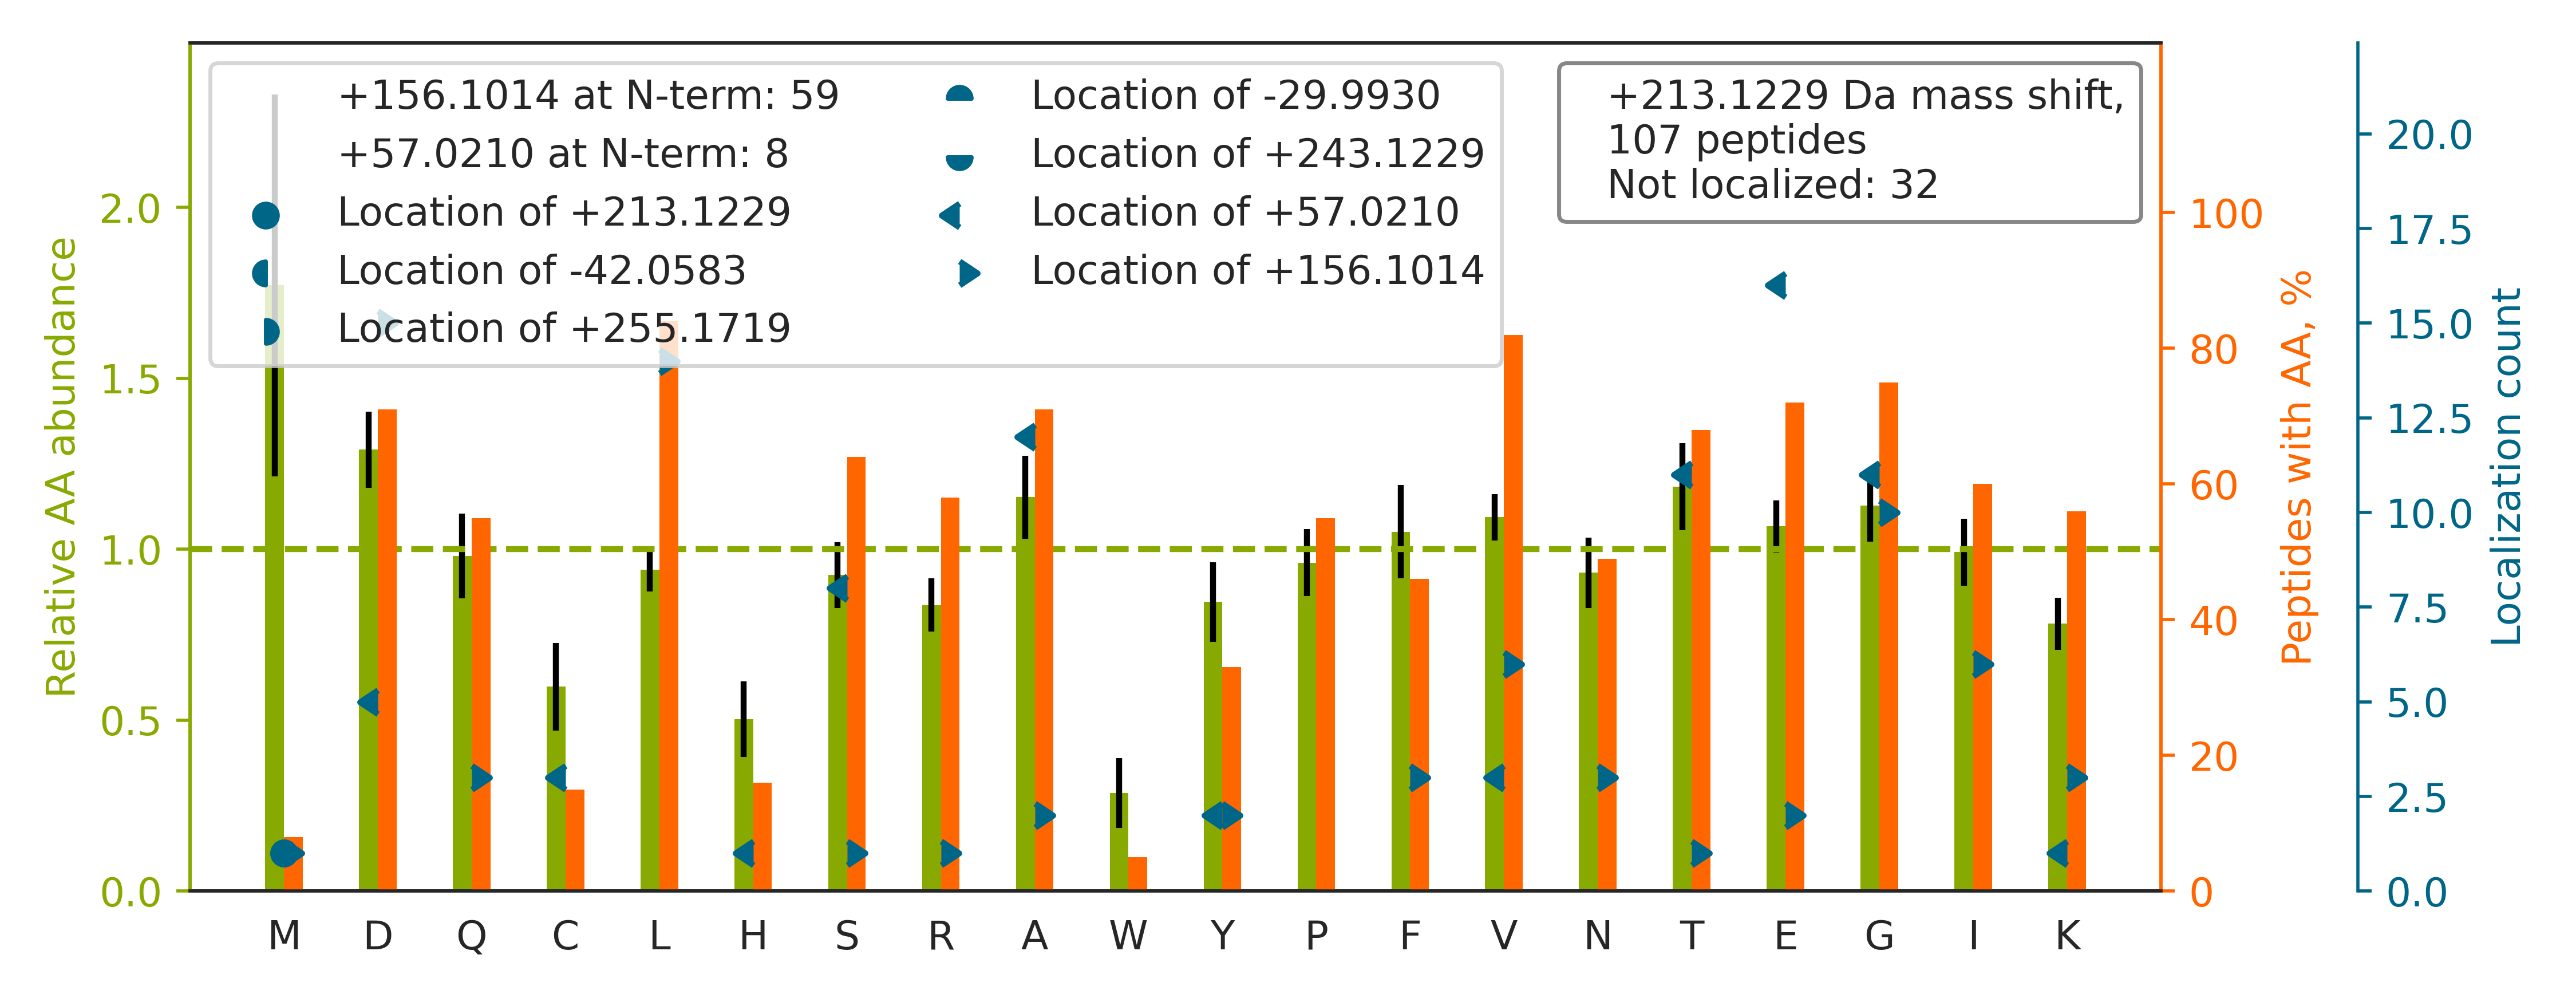 +156.1014 at N-term: 59
+57.0210 at N-term: 8
Location of +213.1229
Location of -42.0583
Location of +255.1719
Location of -29.9930
Location of +243.1229
Location of +57.0210
Location of +156.1014
+213.1229 Da mass shift,
107 peptides
Not localized: 32
Relative AA abundance
2.0
1.5
1.0
0.5
0.0
100
80
60
40
20
0
Peptides with AA, %
20.0
17.5
15.0
12.5
10.0
7.5
5.0
2.5
0.0
Localization count
M D Q C L H S R A W Y P F V N T E G I K